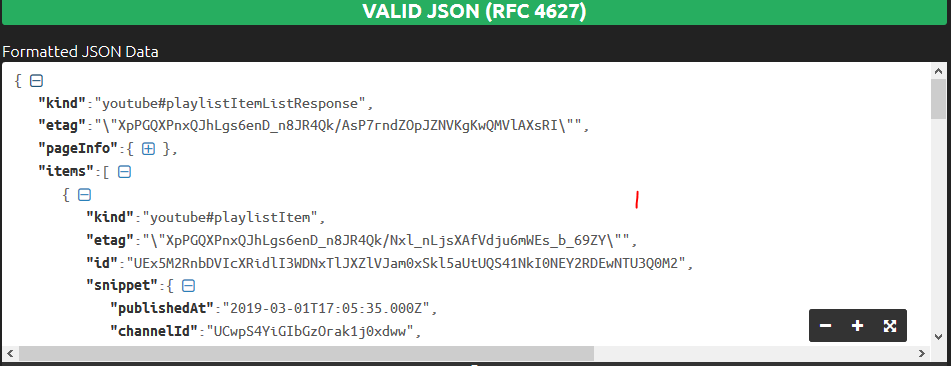 VALID JSON (RFC 4627)
Formatted JSON Data
{
"kind":"youtube#playlistItemListResponse",
"etag":"\"XpPGQXPnxQJhLgs6enD_n8JR4Qk/AsP7rndZOpJZNVKgKwQMVlAXsRI\"",
"pageInfo":{ },
"items":[
{
"kind":"youtube#playlistItem",
"etag":"\"XpPGQXPnxQJhLgs6enD_n8JR4Qk/Nxl_nLjsXAfVdju6mWEs_b_69ZY\"",
"id":"UEx5M2RnbDVIcXRidlI3WDNxTlJXZlVJam0xSkl5aUtUQS41NkI0NEY2RDEwNTU3Q0M2",
"snippet":{
"publishedAt":"2019-03-01T17:05:35.000Z",
"channelId":"UCwpS4YiGIbGzOrak1j0xdww",